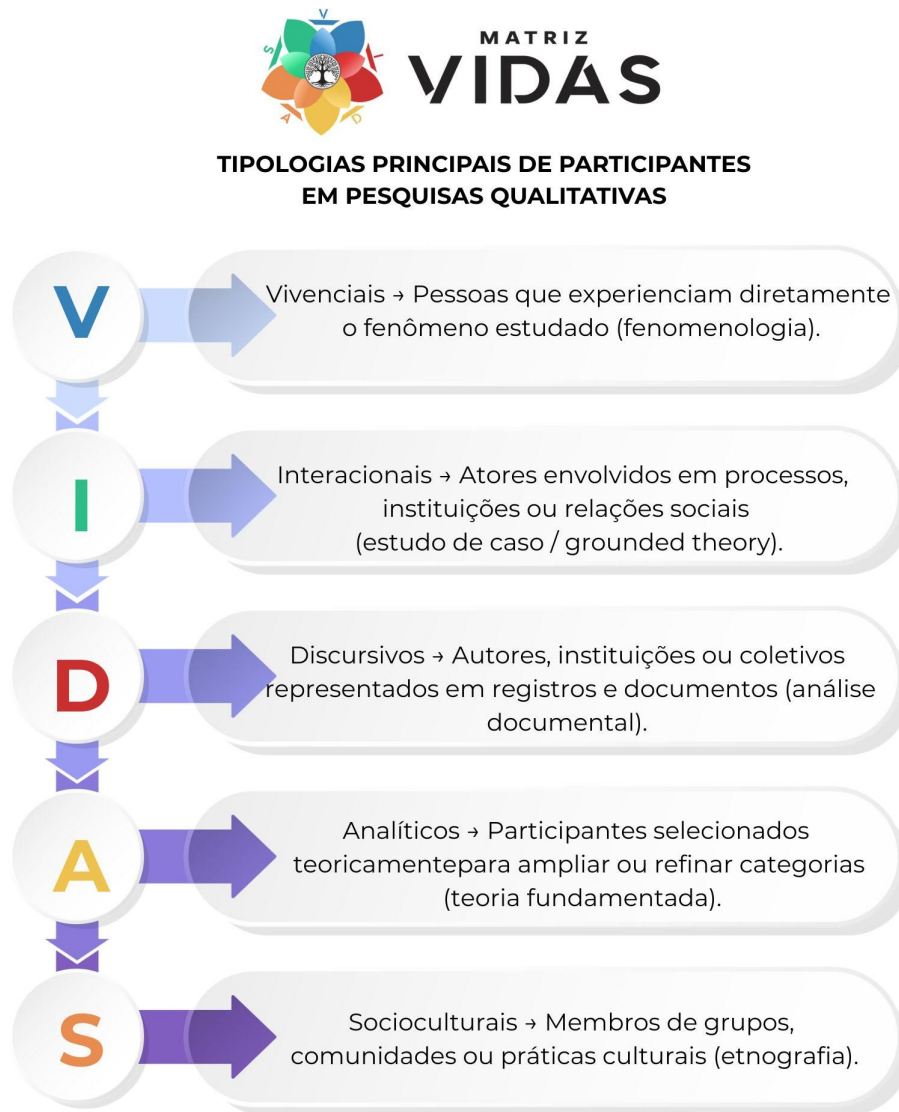 V
S
I
A
D
MATRIZ
VIDAS
TIPOLOGIAS PRINCIPAIS DE PARTICIPANTES
EM PESQUISAS QUALITATIVAS
V
Vivenciais → Pessoas que experienciam diretamente
o fenômeno estudado (fenomenologia).
I
Interacionais → Atores envolvidos em processos,
instituições ou relações sociais
(estudo de caso / grounded theory).
D
Discursivos → Autores, instituições ou coletivos
representados em registros e documentos (análise
documental).
A
Analíticos → Participantes selecionados
teoricamentepara ampliar ou refinar categorias
(teoria fundamentada).
S
Socioculturais → Membros de grupos,
comunidades ou práticas culturais (etnografia).